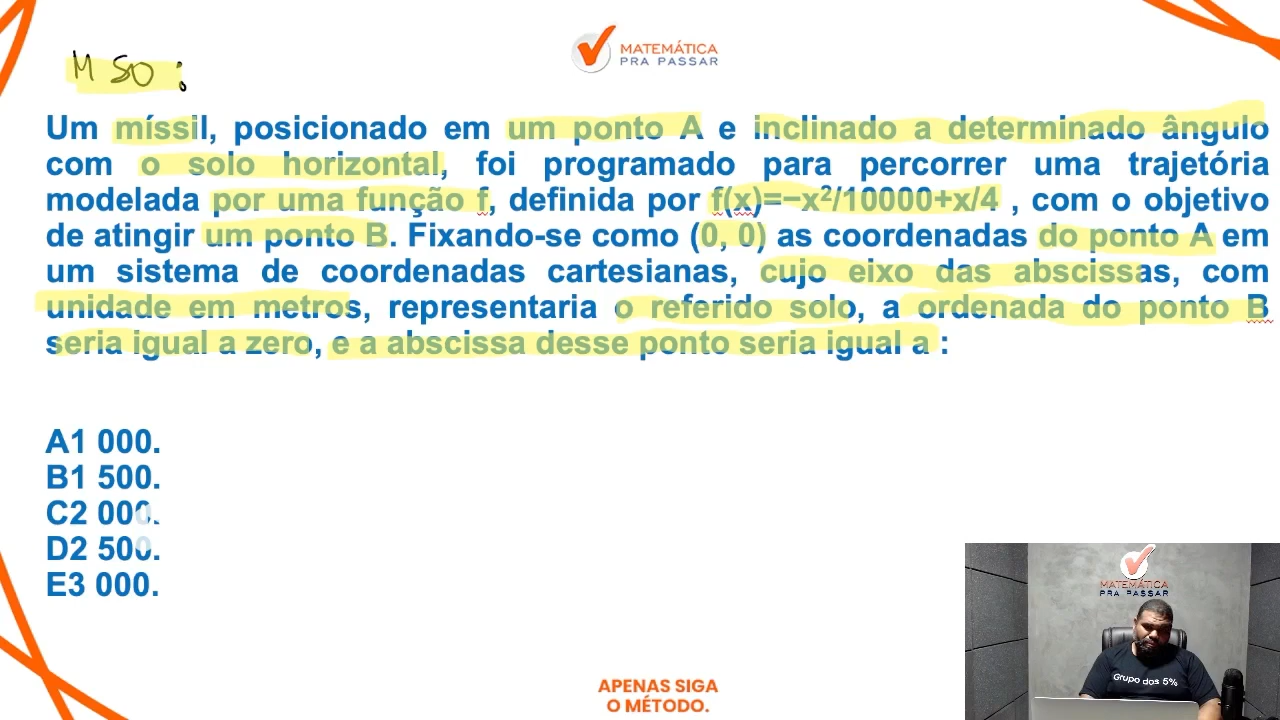 MATEMÁTICA
PRA PASSAR
M SO :
Um míssil, posicionado em um ponto A e inclinado a determinado ângulo
com o solo horizontal, foi programado para percorrer uma trajetória
modelada por uma função f, definida por f(x)=−x²/10000+x/4 , com o objetivo
de atingir um ponto B. Fixando-se como (0, 0) as coordenadas do ponto A em
um sistema de coordenadas cartesianas, cujo eixo das abscissas, com
unidade em metros, representaria o referido solo, a ordenada do ponto B
seria igual a zero, e a abscissa desse ponto seria igual a :
A1 000.
B1 500.
C2 000.
D2 500.
E3 000.
MATEMÁTICA
PRA PASSAR
Grupo dos 5%
APENAS SIGA
O MÉTODO.